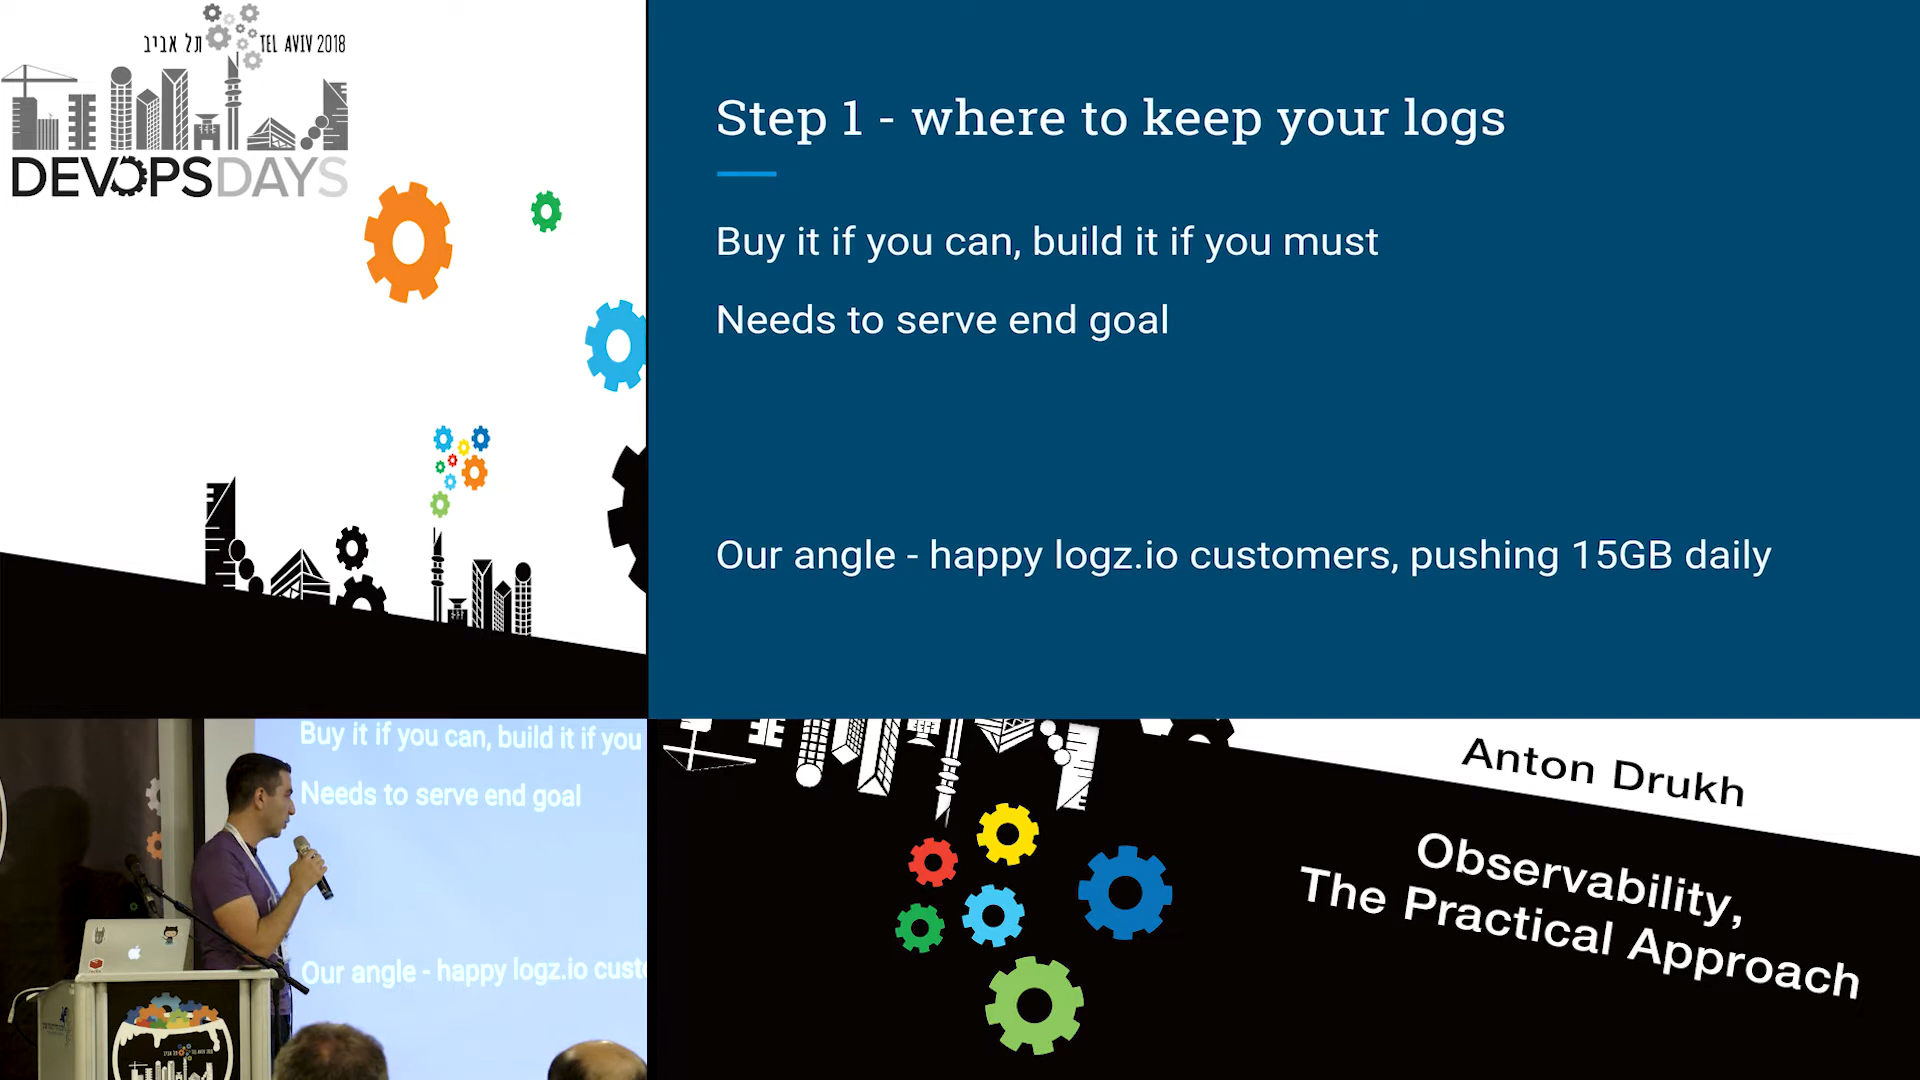 תל אביב TEL AVIV 2018
DEVOPSDAYS
Step 1 - where to keep your logs
Buy it if you can, build it if you must
Needs to serve end goal
Our angle - happy logz.io customers, pushing 15GB daily
Buy it if you can, build it if you
Needs to serve end goal
Our angle - happy logz.io custo
Anton Drukh
Observability,
The Practical Approach